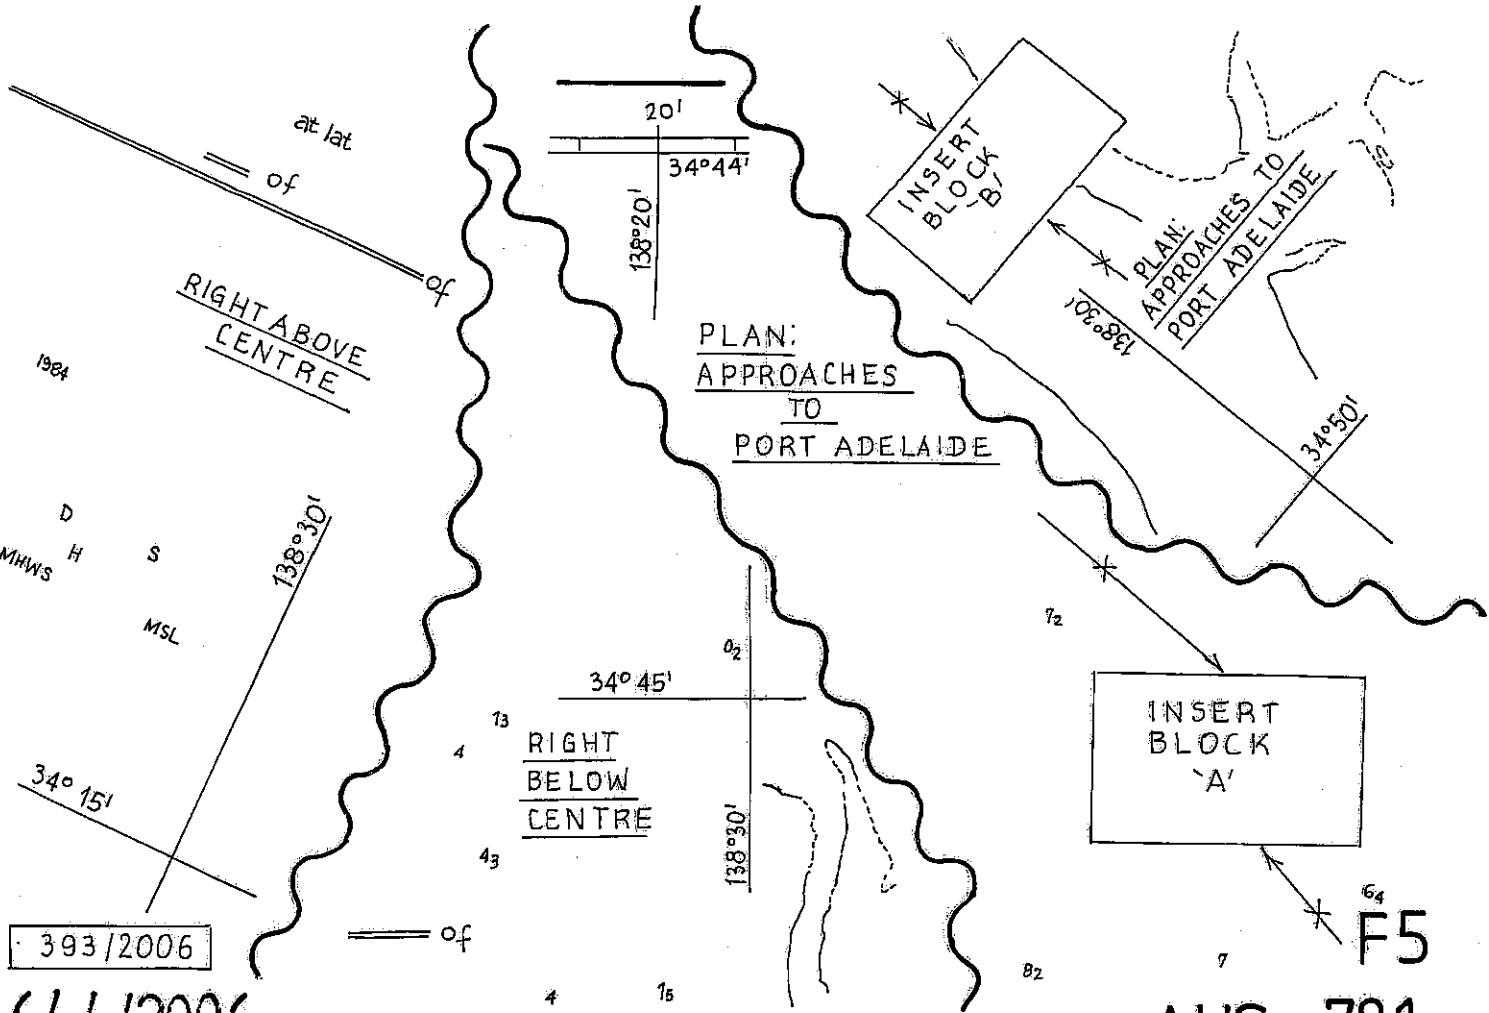 at lat
of
of
RIGHT ABOVE
CENTRE
1984
D
MHWS H S
MSL
138°30'
34°15'
393/2006
20'
34°44'
138°20'
PLAN:
APPROACHES
TO
PORT ADELAIDE
0₂
34°45'
138°30'
1₃
4
RIGHT
BELOW
CENTRE
4₃
of
4
1₅
INSERT
BLOCK
'B'
PLAN:
APPROACHES TO
PORT ADELAIDE
138°30'
34°50'
7₂
INSERT
BLOCK
'A'
6₄
F5
8₂
7